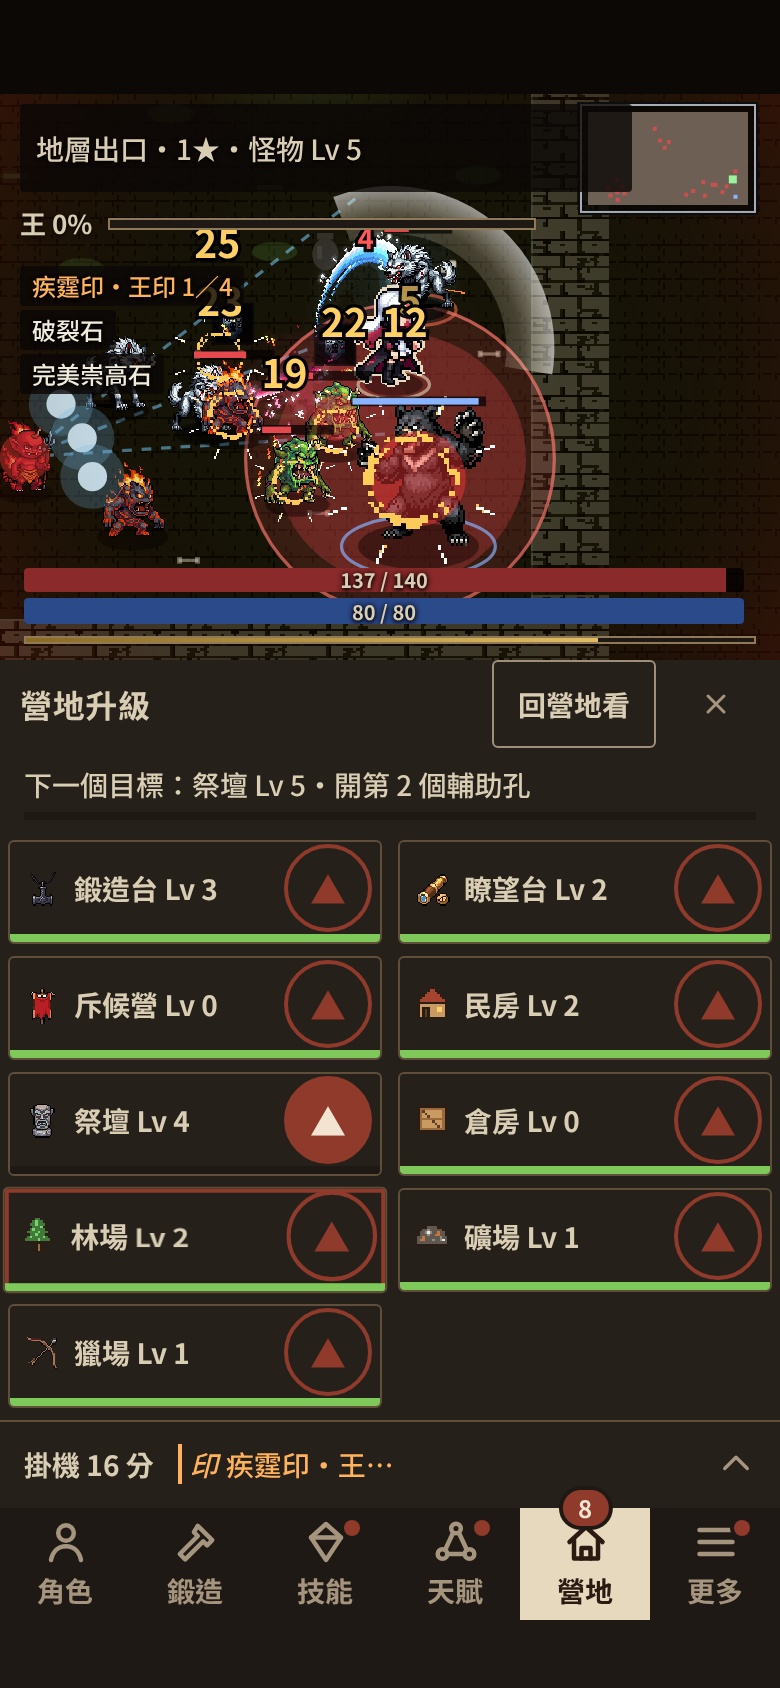 地層出口・1★・怪物 Lv 5
王 0%
25
4
疾霆印・王印 1／4
23
5
破裂石
22
12
完美崇高石
19
137 / 140
80 / 80
營地升級
回營地看
×
下一個目標：祭壇 Lv 5・開第 2 個輔助孔
鍛造台 Lv 3
瞭望台 Lv 2
斥候營 Lv 0
民房 Lv 2
祭壇 Lv 4
倉房 Lv 0
林場 Lv 2
礦場 Lv 1
獵場 Lv 1
掛機 16 分
印 疾霆印・王…
8
角色
鍛造
技能
天賦
營地
更多